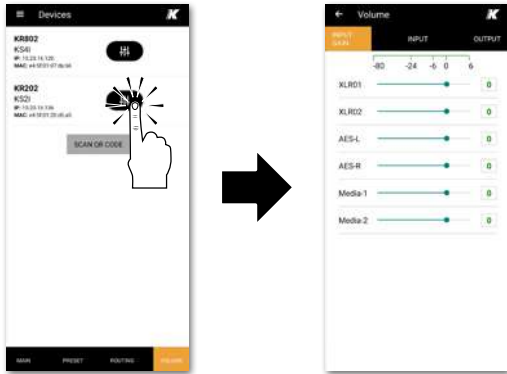 Devices
K
KR802
KS4I
KR202
KS2I
SCAN QR CODE
MAIN PRESET ROUTING VOLUME
Volume
K
INPUT GAIN INPUT OUTPUT
-80 -24 -6 0 6
XLR01 0
XLR02 0
AES-L 0
AES-R 0
Media-1 0
Media-2 0